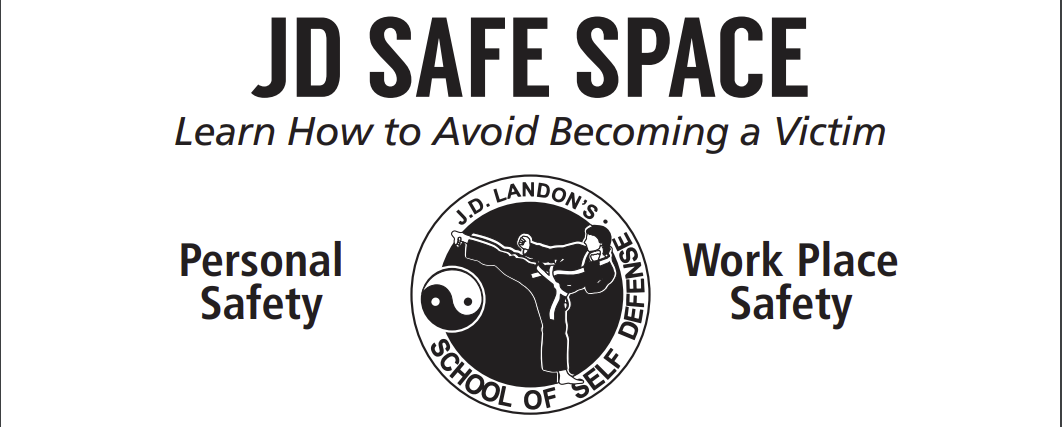 JD SAFE SPACE
Learn How to Avoid Becoming a Victim
Personal
Safety
J.D. LANDON'S ·
SCHOOL OF SELF DEFENSE
Work Place
Safety